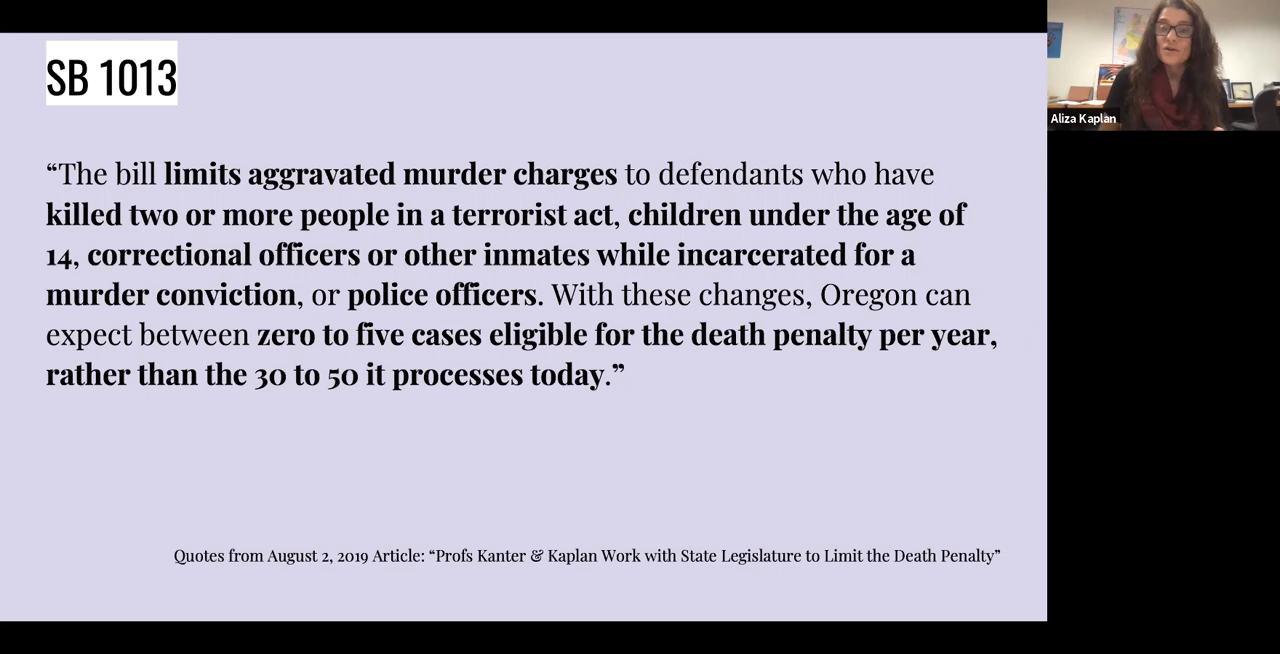 SB 1013
“The bill limits aggravated murder charges to defendants who have
killed two or more people in a terrorist act, children under the age of
14, correctional officers or other inmates while incarcerated for a
murder conviction, or police officers. With these changes, Oregon can
expect between zero to five cases eligible for the death penalty per year,
rather than the 30 to 50 it processes today.”
Quotes from August 2, 2019 Article: “Profs Kanter & Kaplan Work with State Legislature to Limit the Death Penalty”
Aliza Kaplan